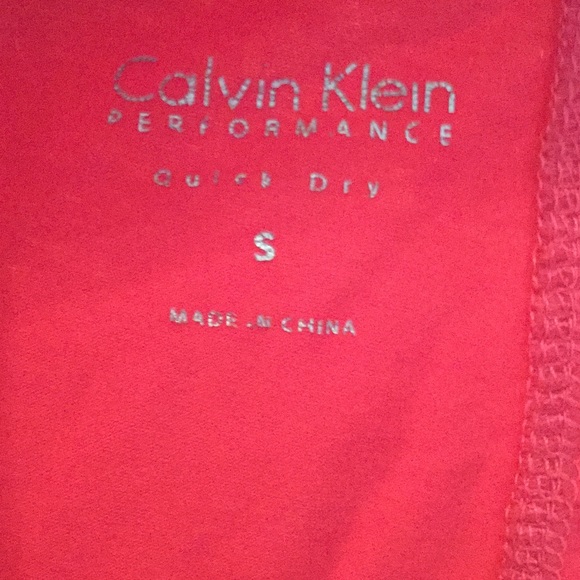 Calvin Klein
PERFORMANCE
Quick Dry
S
MADE IN CHINA